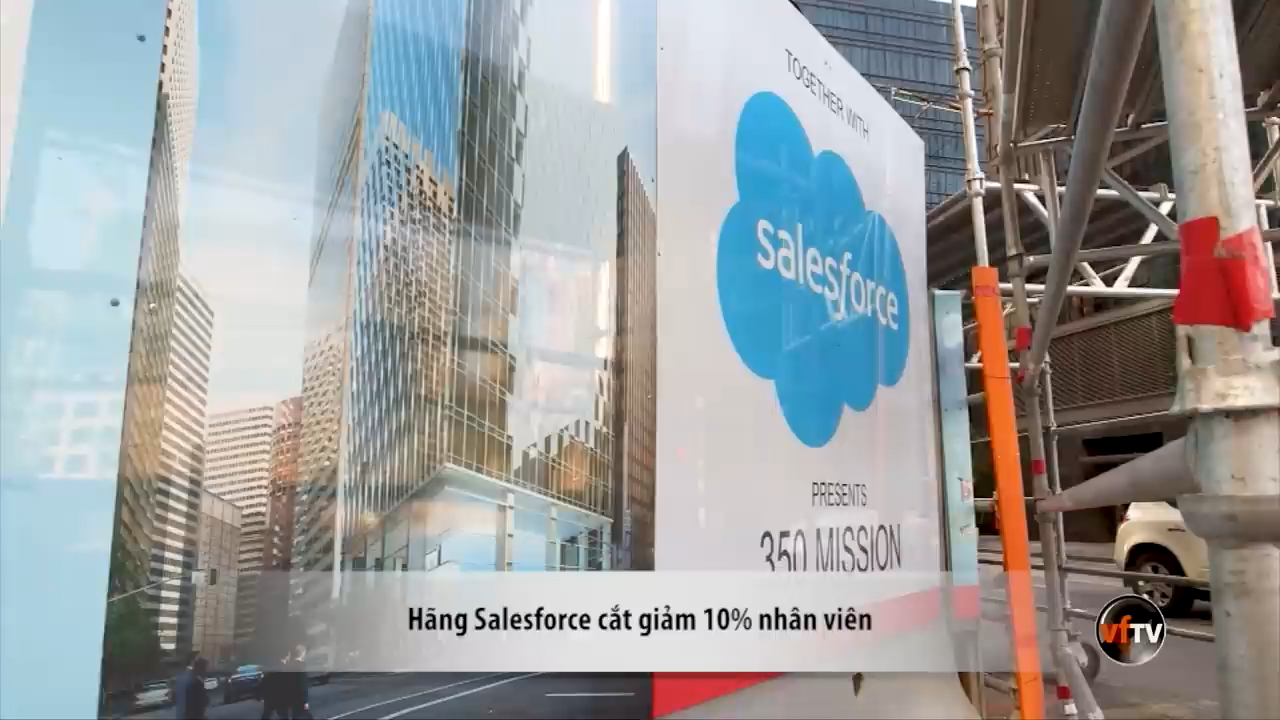 TOGETHER WITH
salesforce
PRESENTS
350 MISSION
Hãng Salesforce cắt giảm 10% nhân viên
vfTV